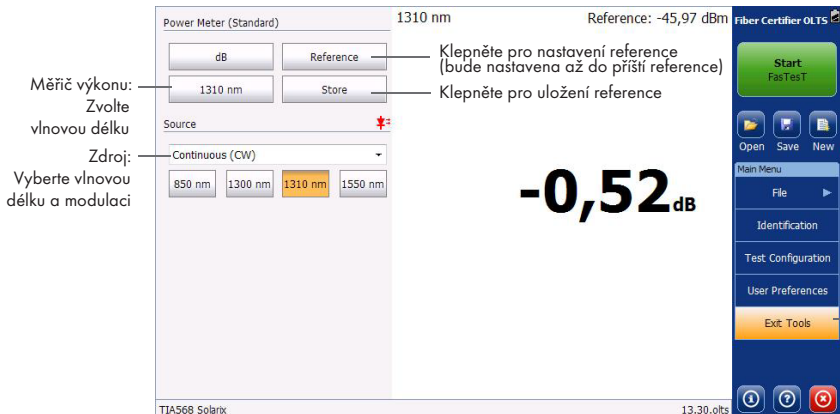 Power Meter (Standard)
dB
Reference
1310 nm
Store
Source
Continuous (CW)
850 nm
1300 nm
1310 nm
1550 nm
TIA568 Solarix
Měřič výkonu:
Zvolte
vlnovou délku
Zdroj:
Vyberte vlnovou
délku a modulaci
1310 nm
Reference: -45,97 dBm
Klepněte pro nastavení reference
(bude nastavena až do příští reference)
Klepněte pro uložení reference
-0,52 dB
13.30.olts
Fiber Certifier OLTS
Start
FasTesT
Open
Save
New
Main Menu
File
Identification
Test Configuration
User Preferences
Exit Tools